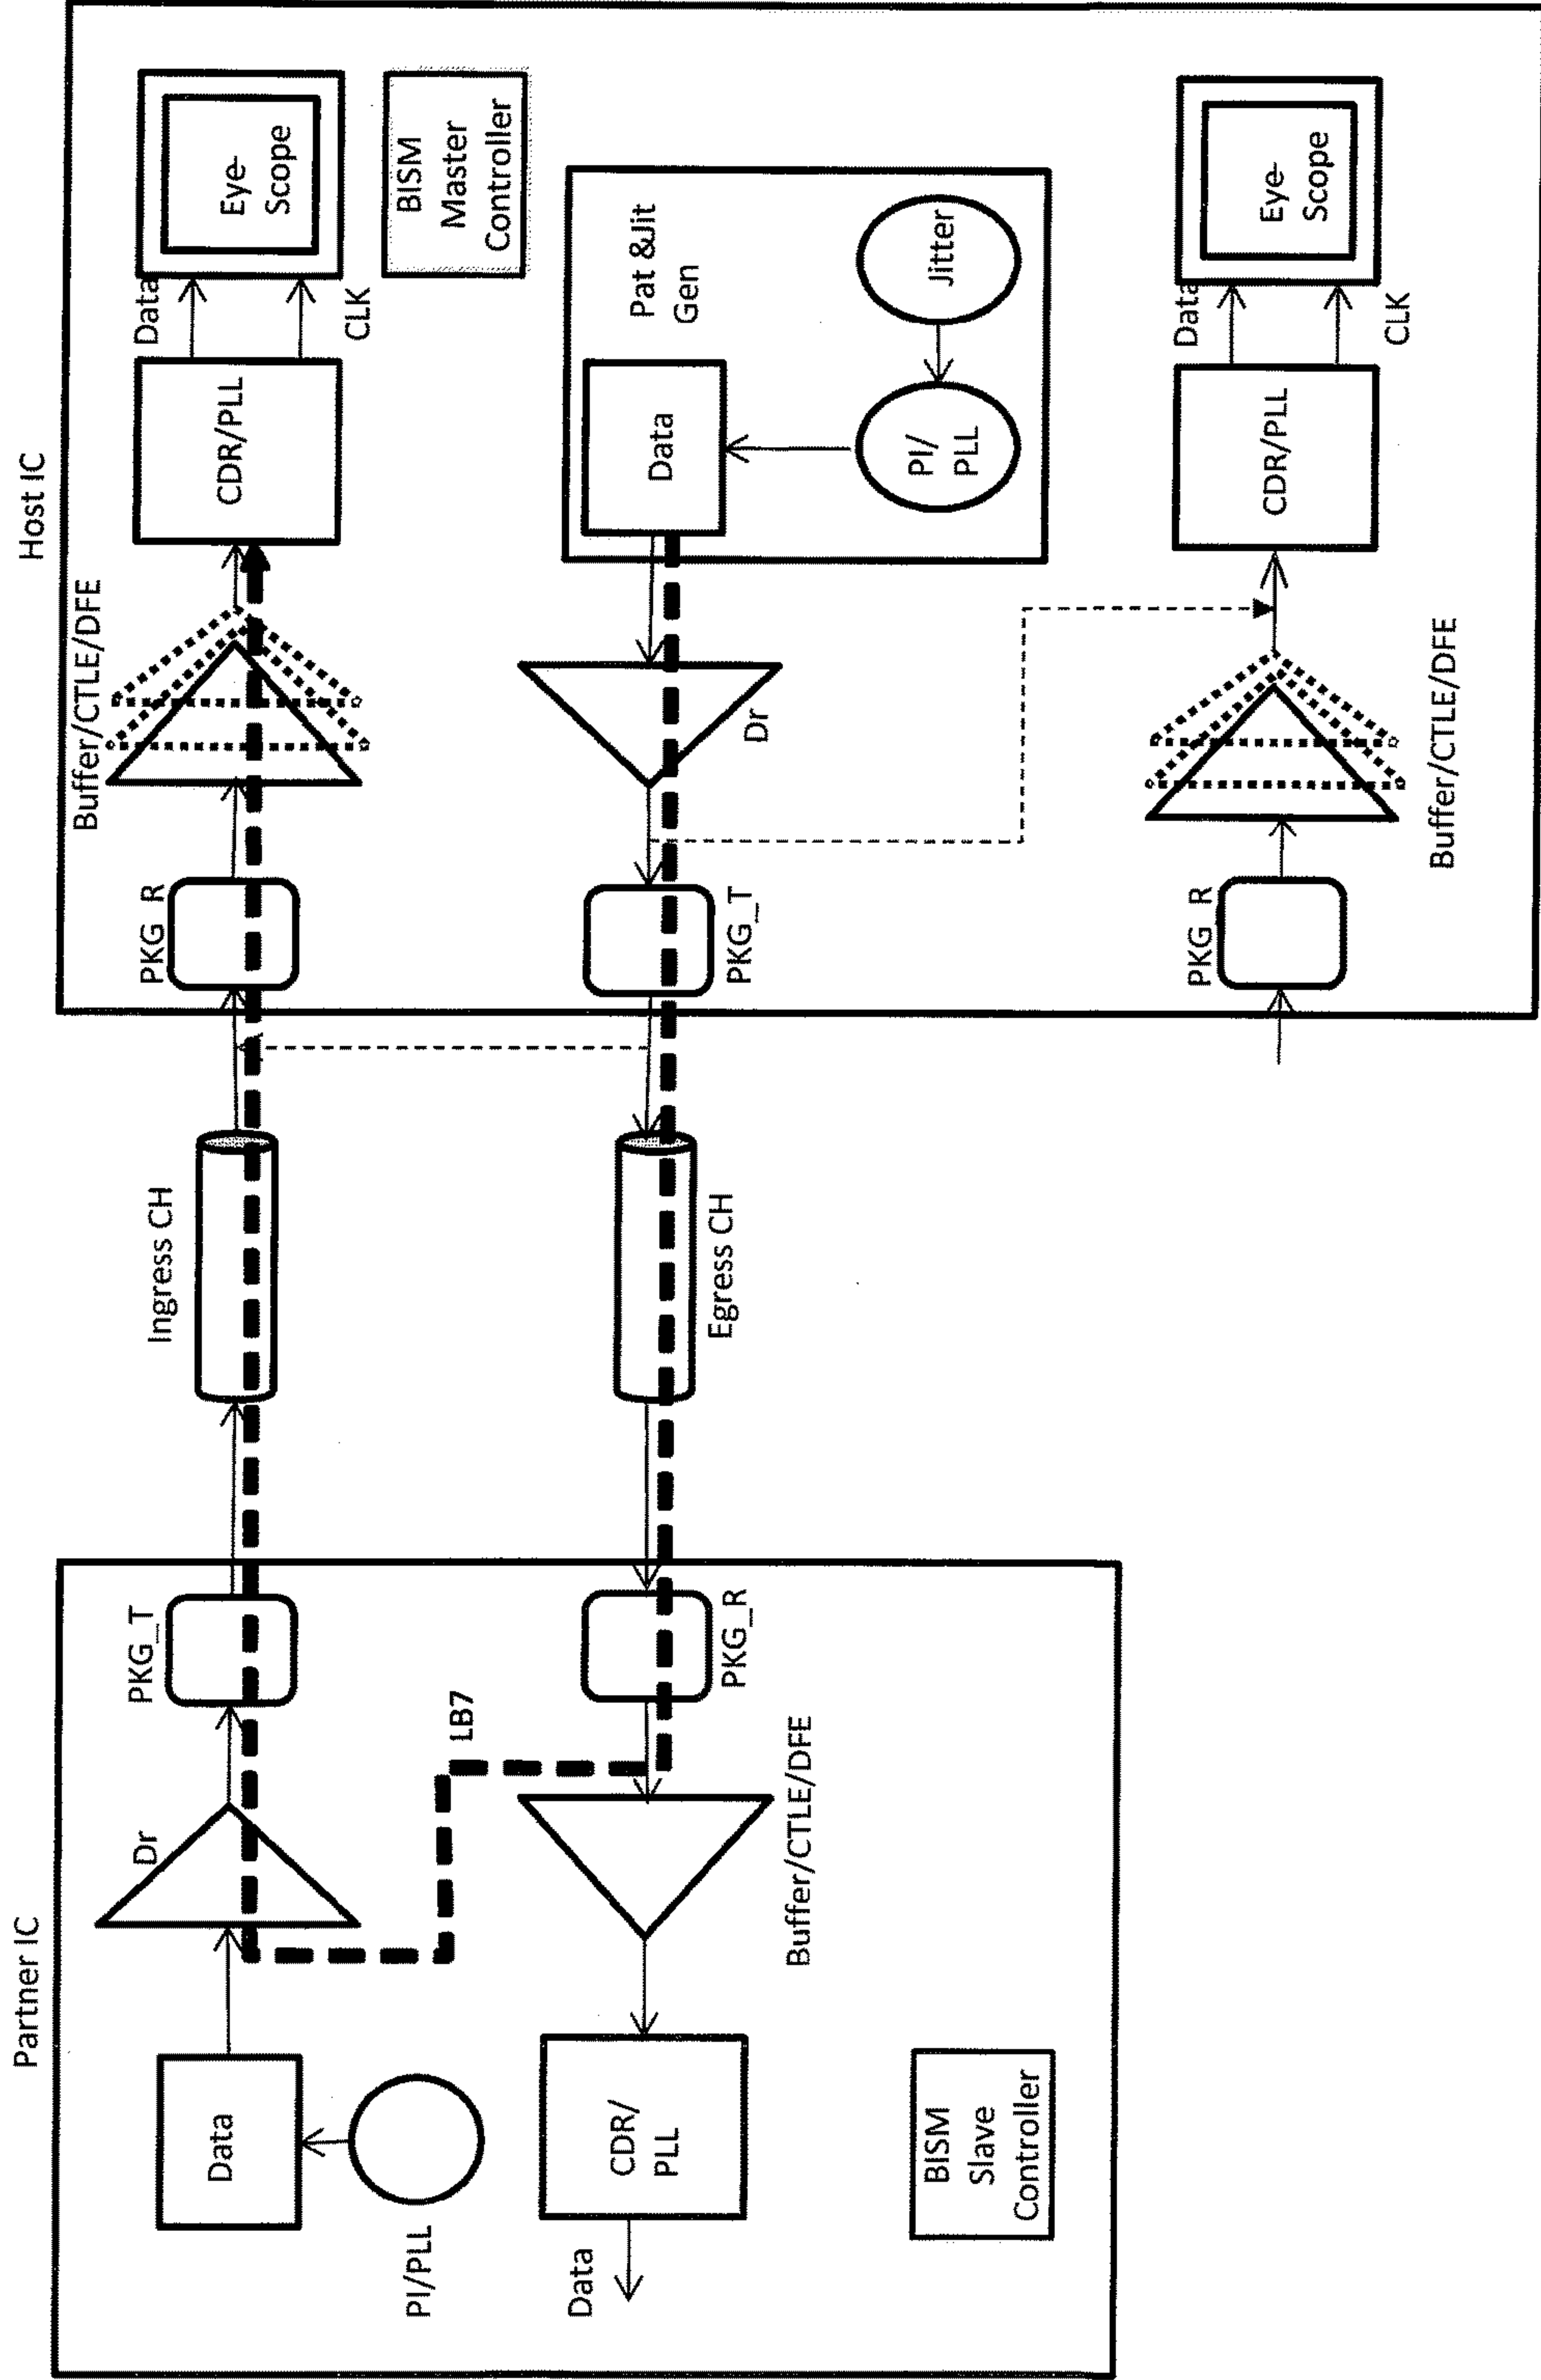 Partner IC
Host IC
Data
PI/PLL
Dr
PKG_T
Ingress CH
PKG_R
Buffer/CTLE/DFE
CDR/PLL
Data
CLK
Eye-
Scope
BISM
Master
Controller
LB7
Data
CDR/
PLL
Buffer/CTLE/DFE
PKG_R
Egress CH
PKG_T
Dr
Data
Pat &Jit
Gen
PI/
PLL
Jitter
BISM
Slave
Controller
PKG_R
Buffer/CTLE/DFE
CDR/PLL
Data
CLK
Eye-
Scope